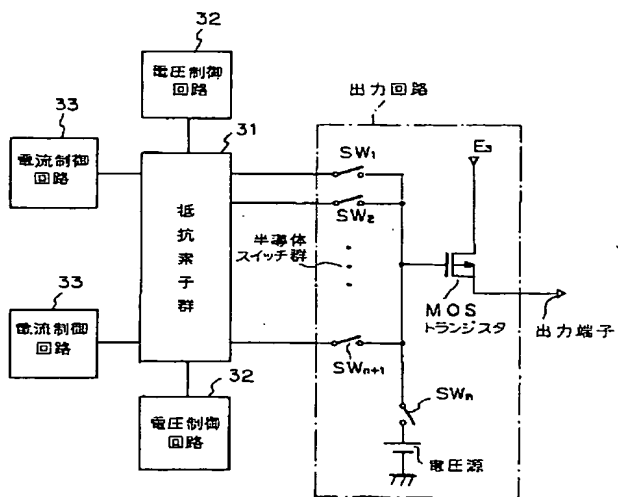 32
電圧制御
回路
33
電流制御
回路
31
抵抗素子群
33
電流制御
回路
32
電圧制御
回路
出力回路
SW₁
SW₂
半導体
スイッチ群
SWn+1
E₃
MOS
トランジスタ
出力端子
SWn
電圧源